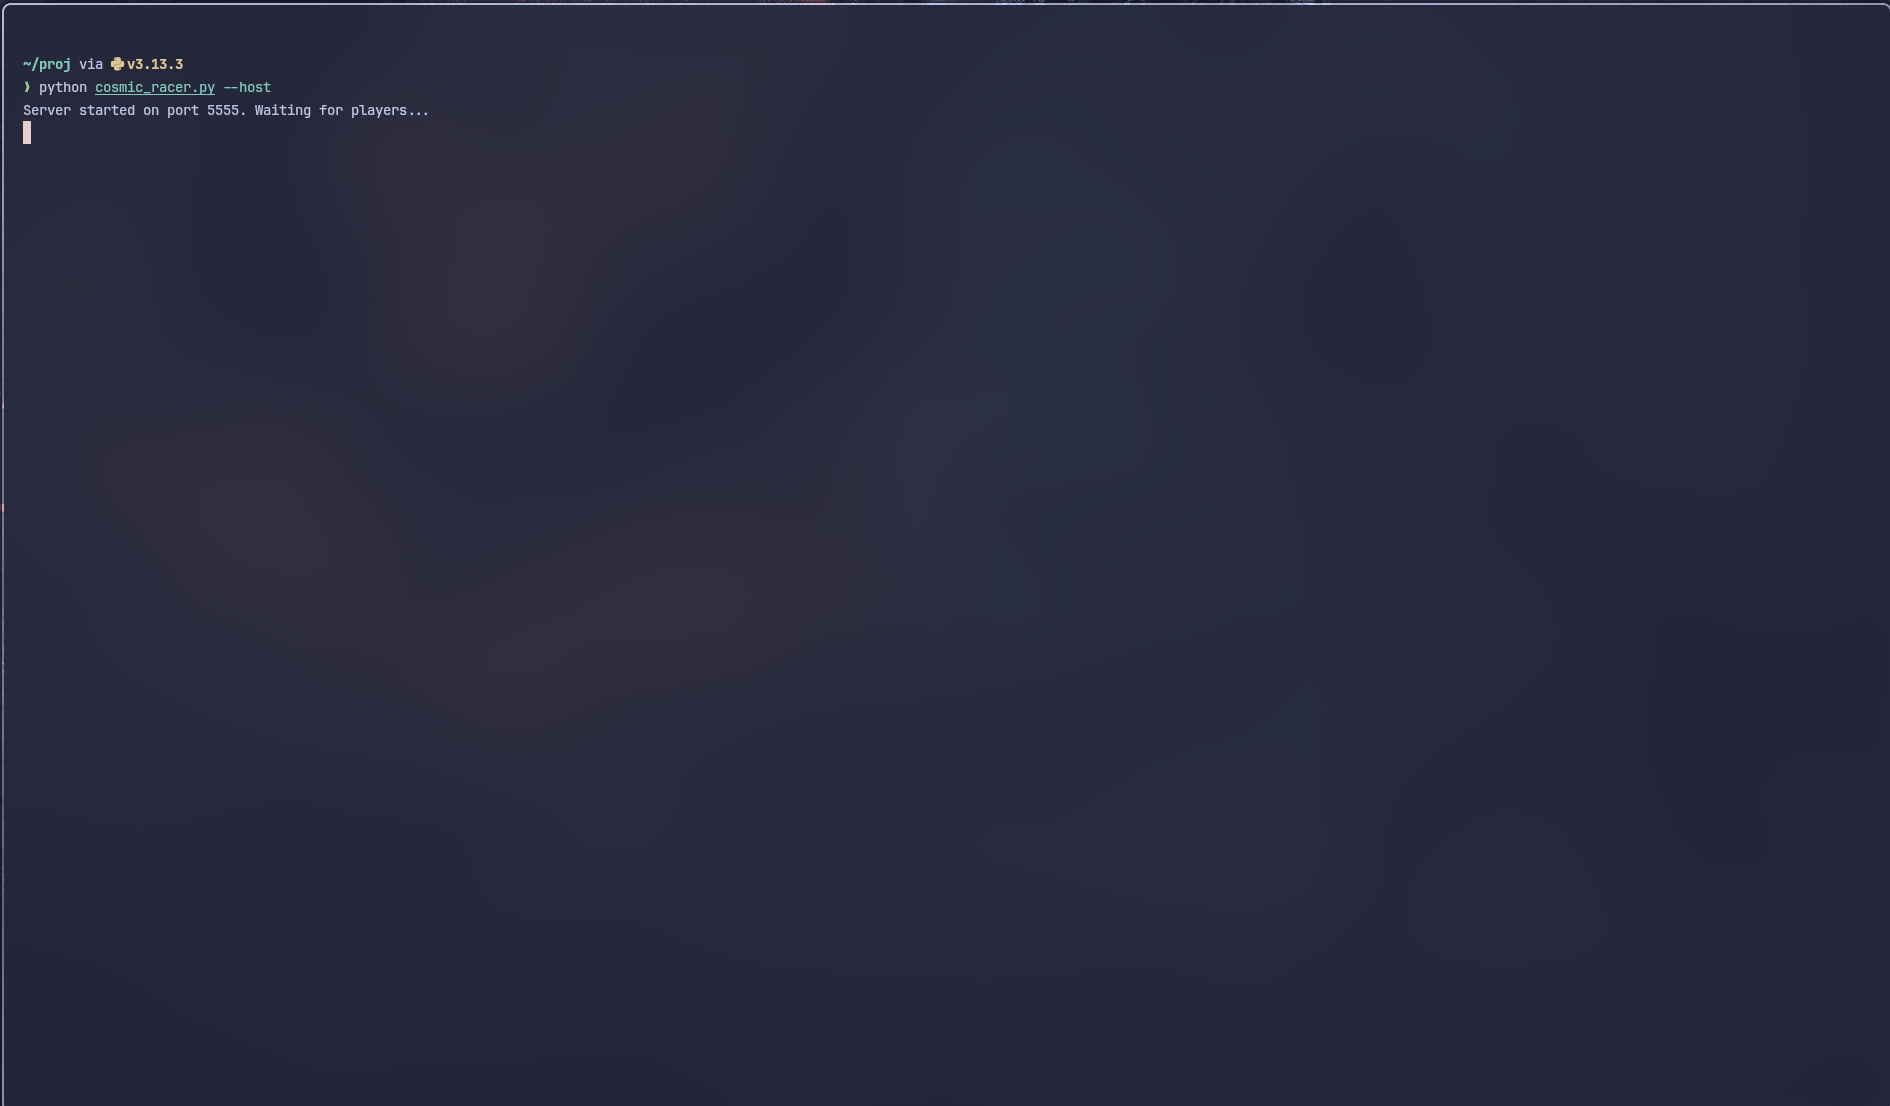 ~/proj via v3.13.3
❯ python cosmic_racer.py --host
Server started on port 5555. Waiting for players...